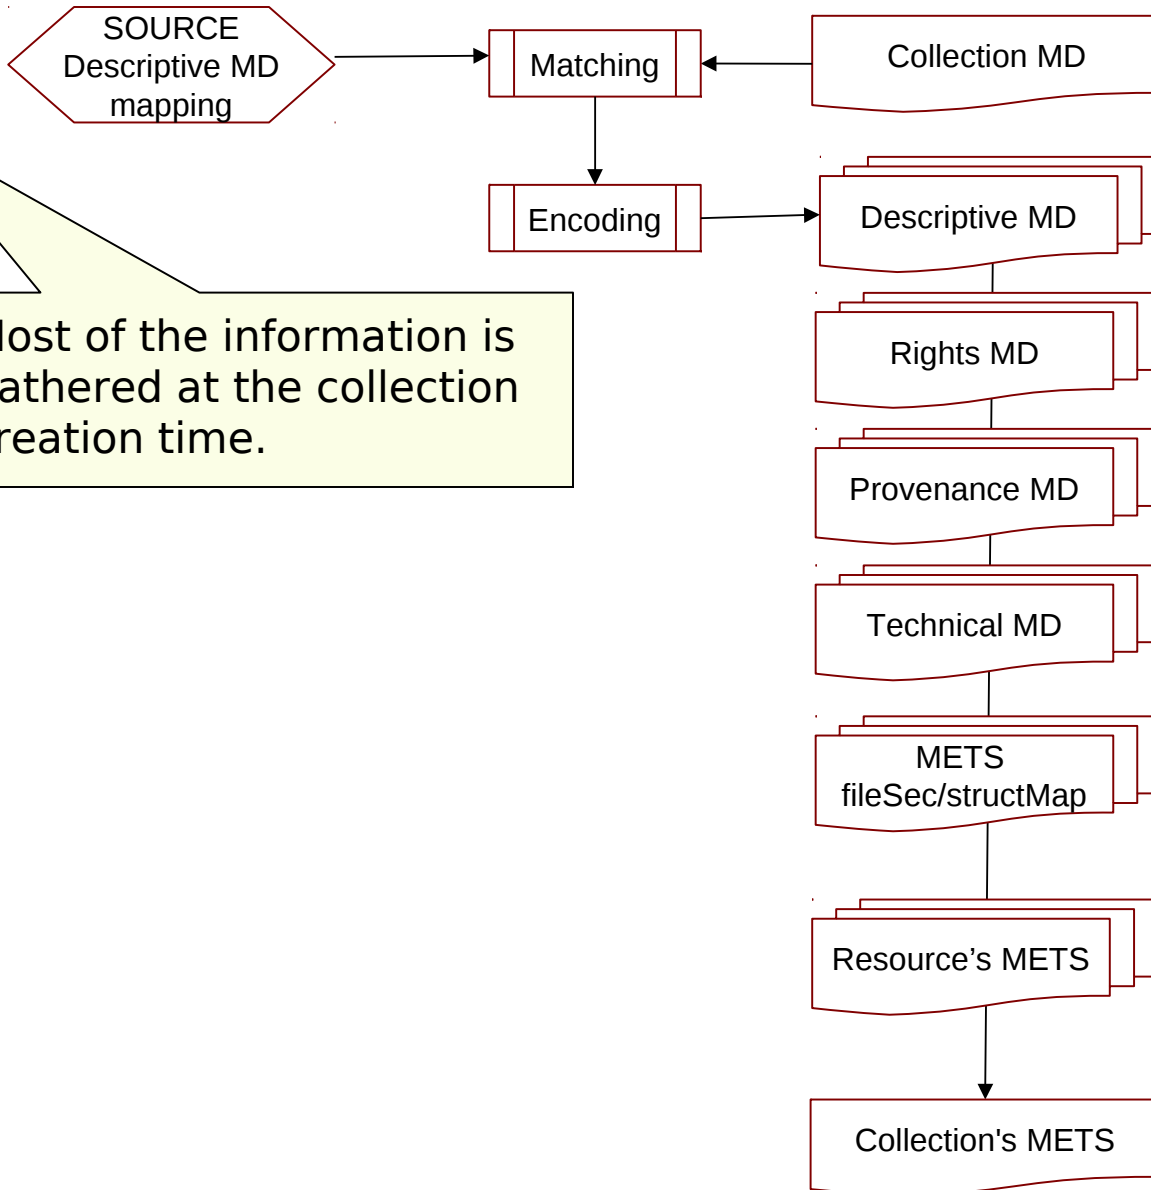 SOURCE
Descriptive MD
mapping
Matching
Collection MD
Encoding
Descriptive MD
ost of the information is
athered at the collection
reation time.
Rights MD
Provenance MD
Technical MD
METS
fileSec/structMap
Resource’s METS
Collection's METS